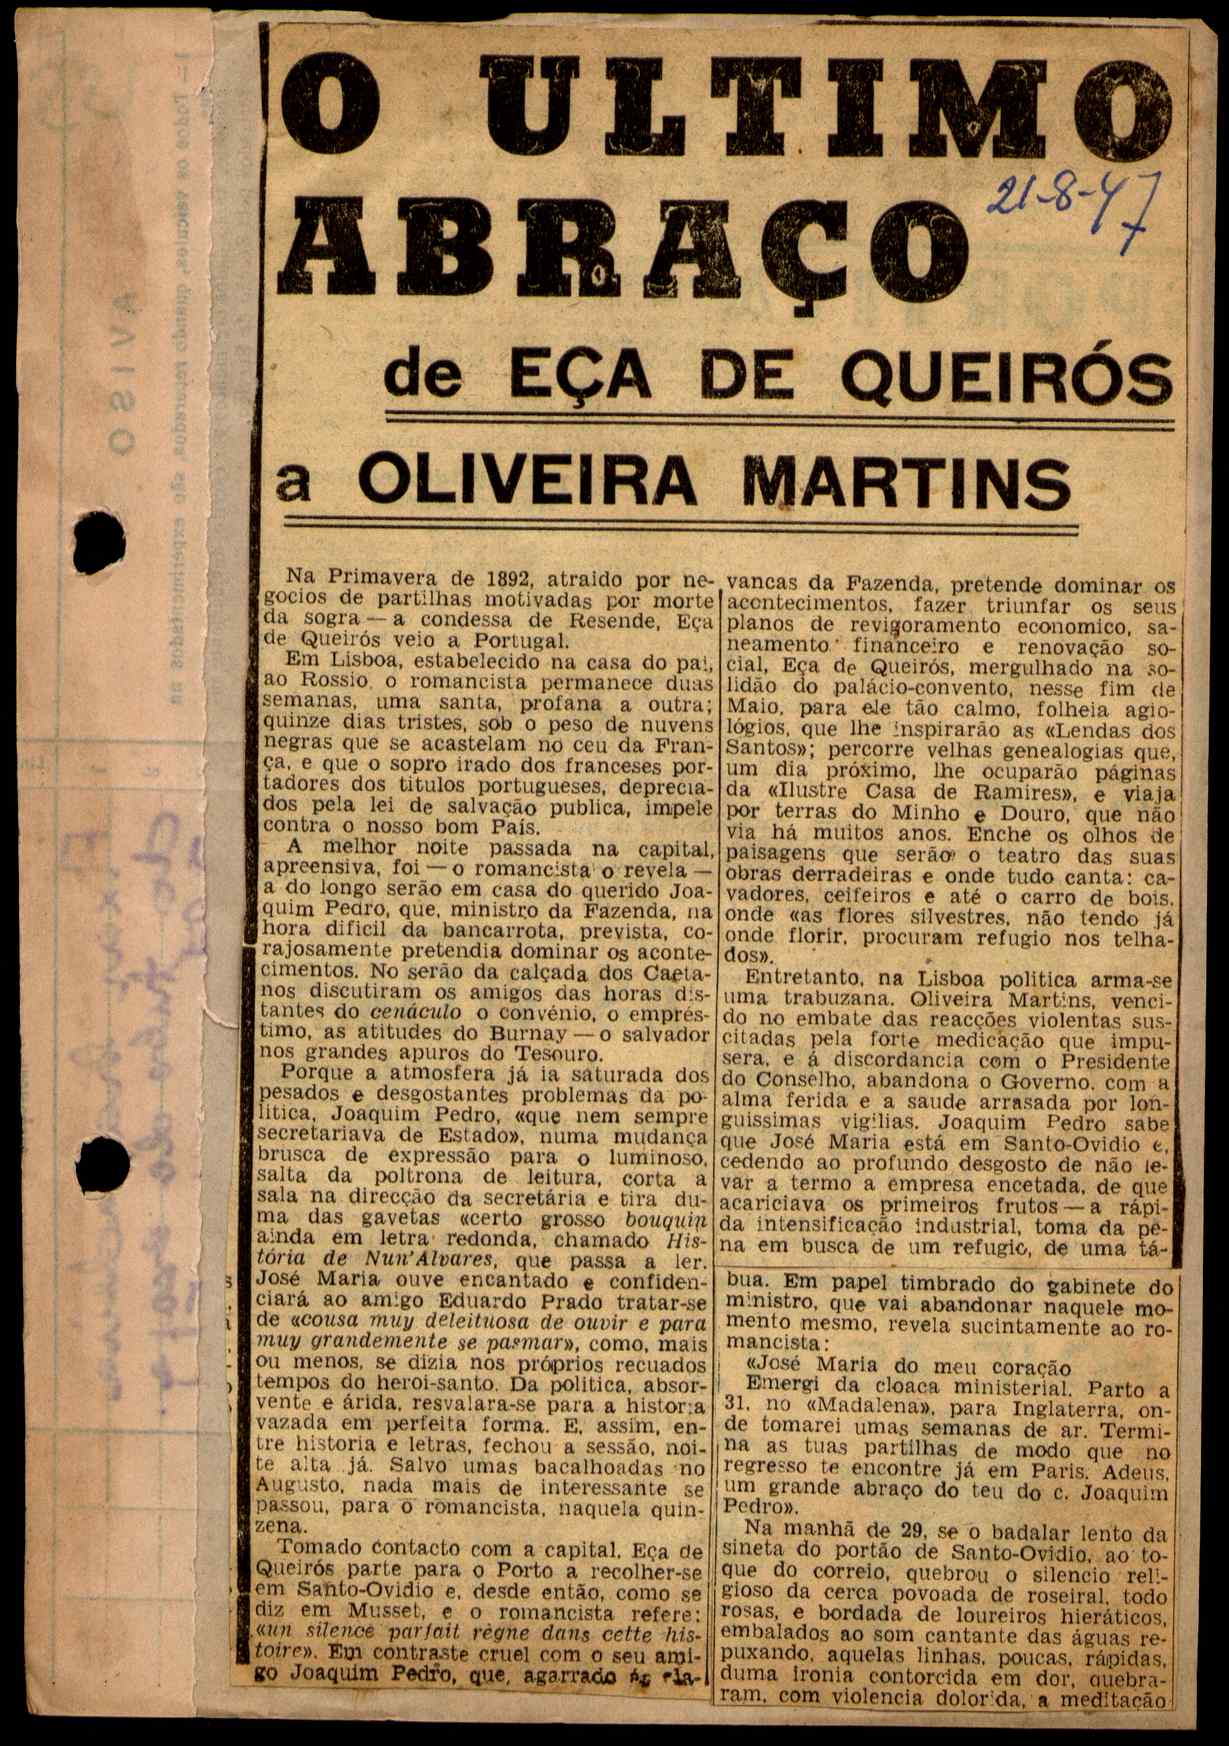 O ULTIMO
ABRAÇO
21-8-47
de EÇA DE QUEIRÓS
a OLIVEIRA MARTINS
Na Primavera de 1892, atraido por ne-
gocios de partilhas motivadas por morte
da sogra — a condessa de Resende, Eça
de Queirós veio a Portugal.
Em Lisboa, estabelecido na casa do pai,
ao Rossio, o romancista permanece duas
semanas, uma santa, profana a outra;
quinze dias tristes, sob o peso de nuvens
negras que se acastelam no ceu da Fran-
ça, e que o sopro irado dos franceses por-
tadores dos titulos portugueses, deprecia-
dos pela lei de salvação publica, impele
contra o nosso bom País.
A melhor noite passada na capital,
apreensiva, foi — o romancista o revela —
a do longo serão em casa do querido Joa-
quim Pedro, que, ministro da Fazenda, na
hora dificil da bancarrota, prevista, co-
rajosamente pretendia dominar os aconte-
cimentos. No serão da calçada dos Caeta-
nos discutiram os amigos das horas dis-
tantes do cenáculo o convénio, o emprés-
timo, as atitudes do Burnay — o salvador
nos grandes apuros do Tesouro.
Porque a atmosfera já ia saturada dos
pesados e desgostantes problemas da po-
lítica, Joaquim Pedro, «que nem sempre
secretariava de Estado», numa mudança
brusca de expressão para o luminoso,
salta da poltrona de leitura, corta a
sala na direcção da secretária e tira du-
ma das gavetas «certo grosso bouquin
ainda em letra redonda, chamado His-
tória de Nun'Alvares, que passa a ler.
José Maria ouve encantado e confiden-
ciará ao amigo Eduardo Prado tratar-se
de «cousa muy deleituosa de ouvir e para
muy grandemente se pasmar», como, mais
ou menos, se dizia nos próprios recuados
tempos do heroi-santo. Da politica, absor-
vente e árida, resvalara-se para a historia
vazada em perfeita forma. E, assim, en-
tre historia e letras, fechou a sessão, noi-
te alta já. Salvo umas bacalhoadas no
Augusto, nada mais de interessante se
passou, para o romancista, naquela quin-
zena.
Tomado contacto com a capital, Eça de
Queirós parte para o Porto a recolher-se
em Santo-Ovidio e, desde então, como se
diz em Musset, e o romancista refere:
«un silence parfait règne dans cette his-
toire». Em contraste cruel com o seu ami-
go Joaquim Pedro, que, agarrado ás ala-
vancas da Fazenda, pretende dominar os
acontecimentos, fazer triunfar os seus
planos de revigoramento economico, sa-
neamento financeiro e renovação so-
cial, Eça de Queirós, mergulhado na so-
lidão do palácio-convento, nesse fim de
Maio, para ele tão calmo, folheia agio-
lógios, que lhe inspirarão as «Lendas dos
Santos»; percorre velhas genealogias que,
um dia próximo, lhe ocuparão páginas
da «Ilustre Casa de Ramires», e viaja
por terras do Minho e Douro, que não
via há muitos anos. Enche os olhos de
paisagens que serão o teatro das suas
obras derradeiras e onde tudo canta: ca-
vadores, ceifeiros e até o carro de bois,
onde «as flores silvestres, não tendo já
onde florir, procuram refugio nos telha-
dos».
Entretanto, na Lisboa politica arma-se
uma trabuzana. Oliveira Martins, venci-
do no embate das reacções violentas sus-
citadas pela forte medicação que impu-
sera, e á discordancia com o Presidente
do Conselho, abandona o Governo, com a
alma ferida e a saude arrasada por lon-
guissimas vigílias. Joaquim Pedro sabe
que José Maria está em Santo-Ovidio e,
cedendo ao profundo desgosto de não le-
var a termo a empresa encetada, de que
acariciava os primeiros frutos — a rápi-
da intensificação industrial, toma da pe-
na em busca de um refugio, de uma tá-
bua. Em papel timbrado do gabinete do
ministro, que vai abandonar naquele mo-
mento mesmo, revela sucintamente ao ro-
mancista:
«José Maria do meu coração
Emergi da cloaca ministerial. Parto a
31, no «Madalena», para Inglaterra, on-
de tomarei umas semanas de ar. Termi-
na as tuas partilhas de modo que no
regresso te encontre já em Paris. Adeus,
um grande abraço do teu do c. Joaquim
Pedro».
Na manhã de 29, se o badalar lento da
sineta do portão de Santo-Ovidio, ao to-
que do correio, quebrou o silencio reli-
gioso da cerca povoada de roseiral, todo
rosas, e bordada de loureiros hieráticos,
embalados ao som cantante das águas re-
puxando, aquelas linhas, poucas, rápidas,
duma ironia contorcida em dor, quebra-
ram, com violencia dolorida, a meditação